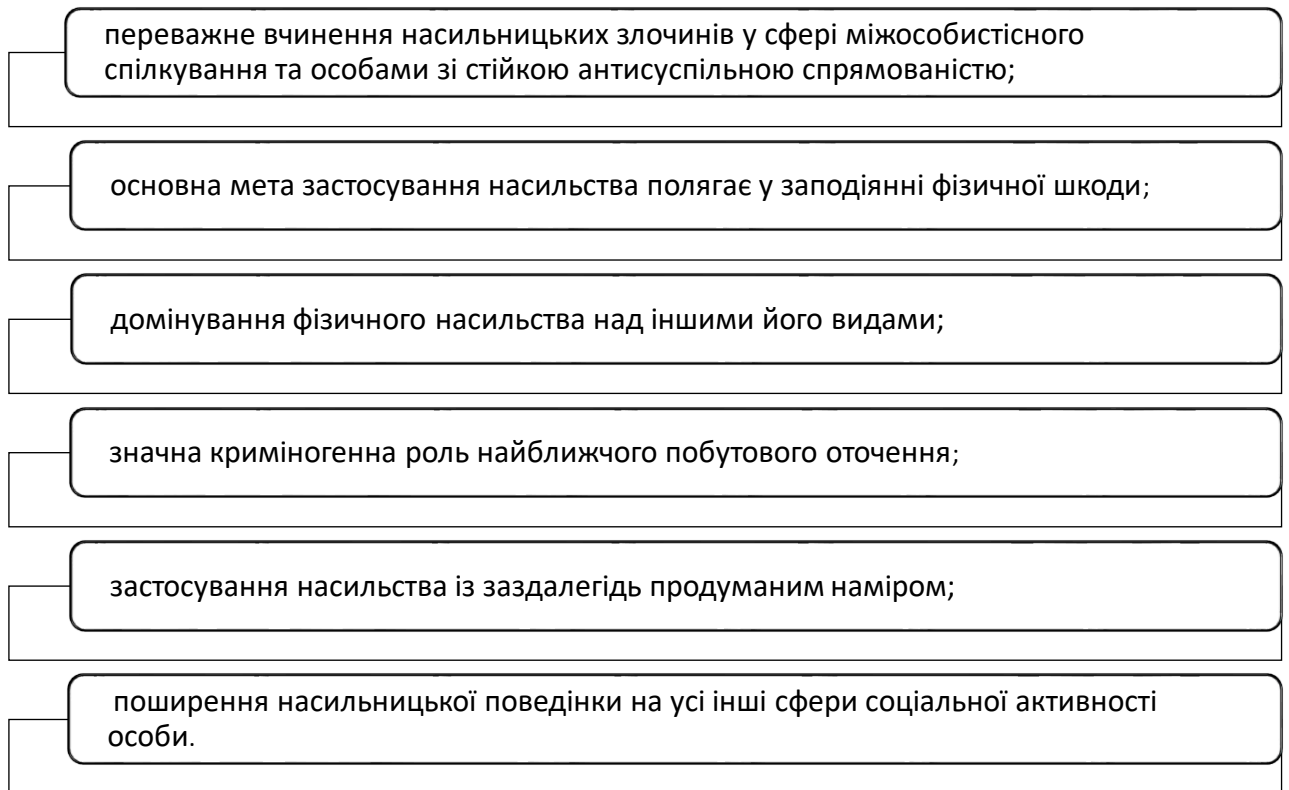 переважне вчинення насильницьких злочинів у сфері міжособистісного
спілкування та особами зі стійкою антисуспільною спрямованістю;
основна мета застосування насильства полягає у заподіянні фізичної шкоди;
домінування фізичного насильства над іншими його видами;
значна криміногенна роль найближчого побутового оточення;
застосування насильства із заздалегідь продуманим наміром;
поширення насильницької поведінки на усі інші сфери соціальної активності
особи.